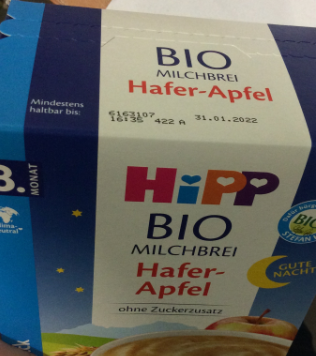 BIO
MILCHBREI
Hafer-Apfel
Mindestens
haltbar bis:
6163107
16:35 422 A 31.01.2022
8.
MONAT
HiPP
BIO
MILCHBREI
Hafer-
Apfel
ohne Zuckerzusatz
BIO
GUTE
NACHT